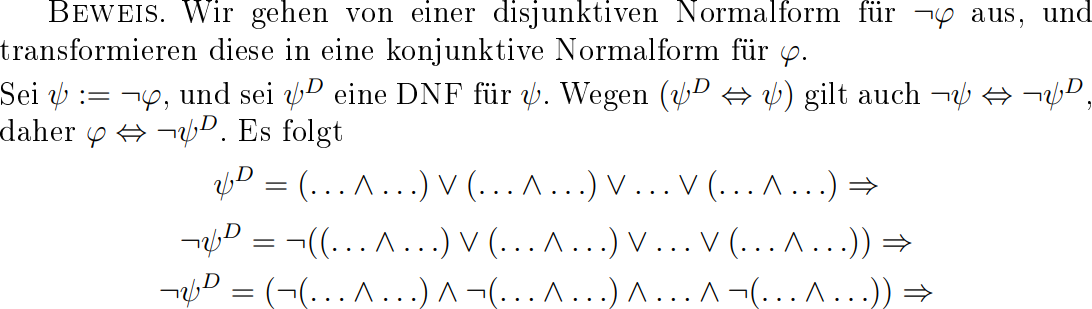 BEWEIS. Wir gehen von einer disjunktiven Normalform für ¬φ aus, und
transformieren diese in eine konjunktive Normalform für φ.
Sei ψ := ¬φ, und sei ψ^D eine DNF für ψ. Wegen (ψ^D ⇔ ψ) gilt auch ¬ψ ⇔ ¬ψ^D,
daher φ ⇔ ¬ψ^D. Es folgt
ψ^D = (… ∧ …) ∨ (… ∧ …) ∨ … ∨ (… ∧ …) ⇒
¬ψ^D = ¬((… ∧ …) ∨ (… ∧ …) ∨ … ∨ (… ∧ …)) ⇒
¬ψ^D = (¬(… ∧ …) ∧ ¬(… ∧ …) ∧ … ∧ ¬(… ∧ …)) ⇒